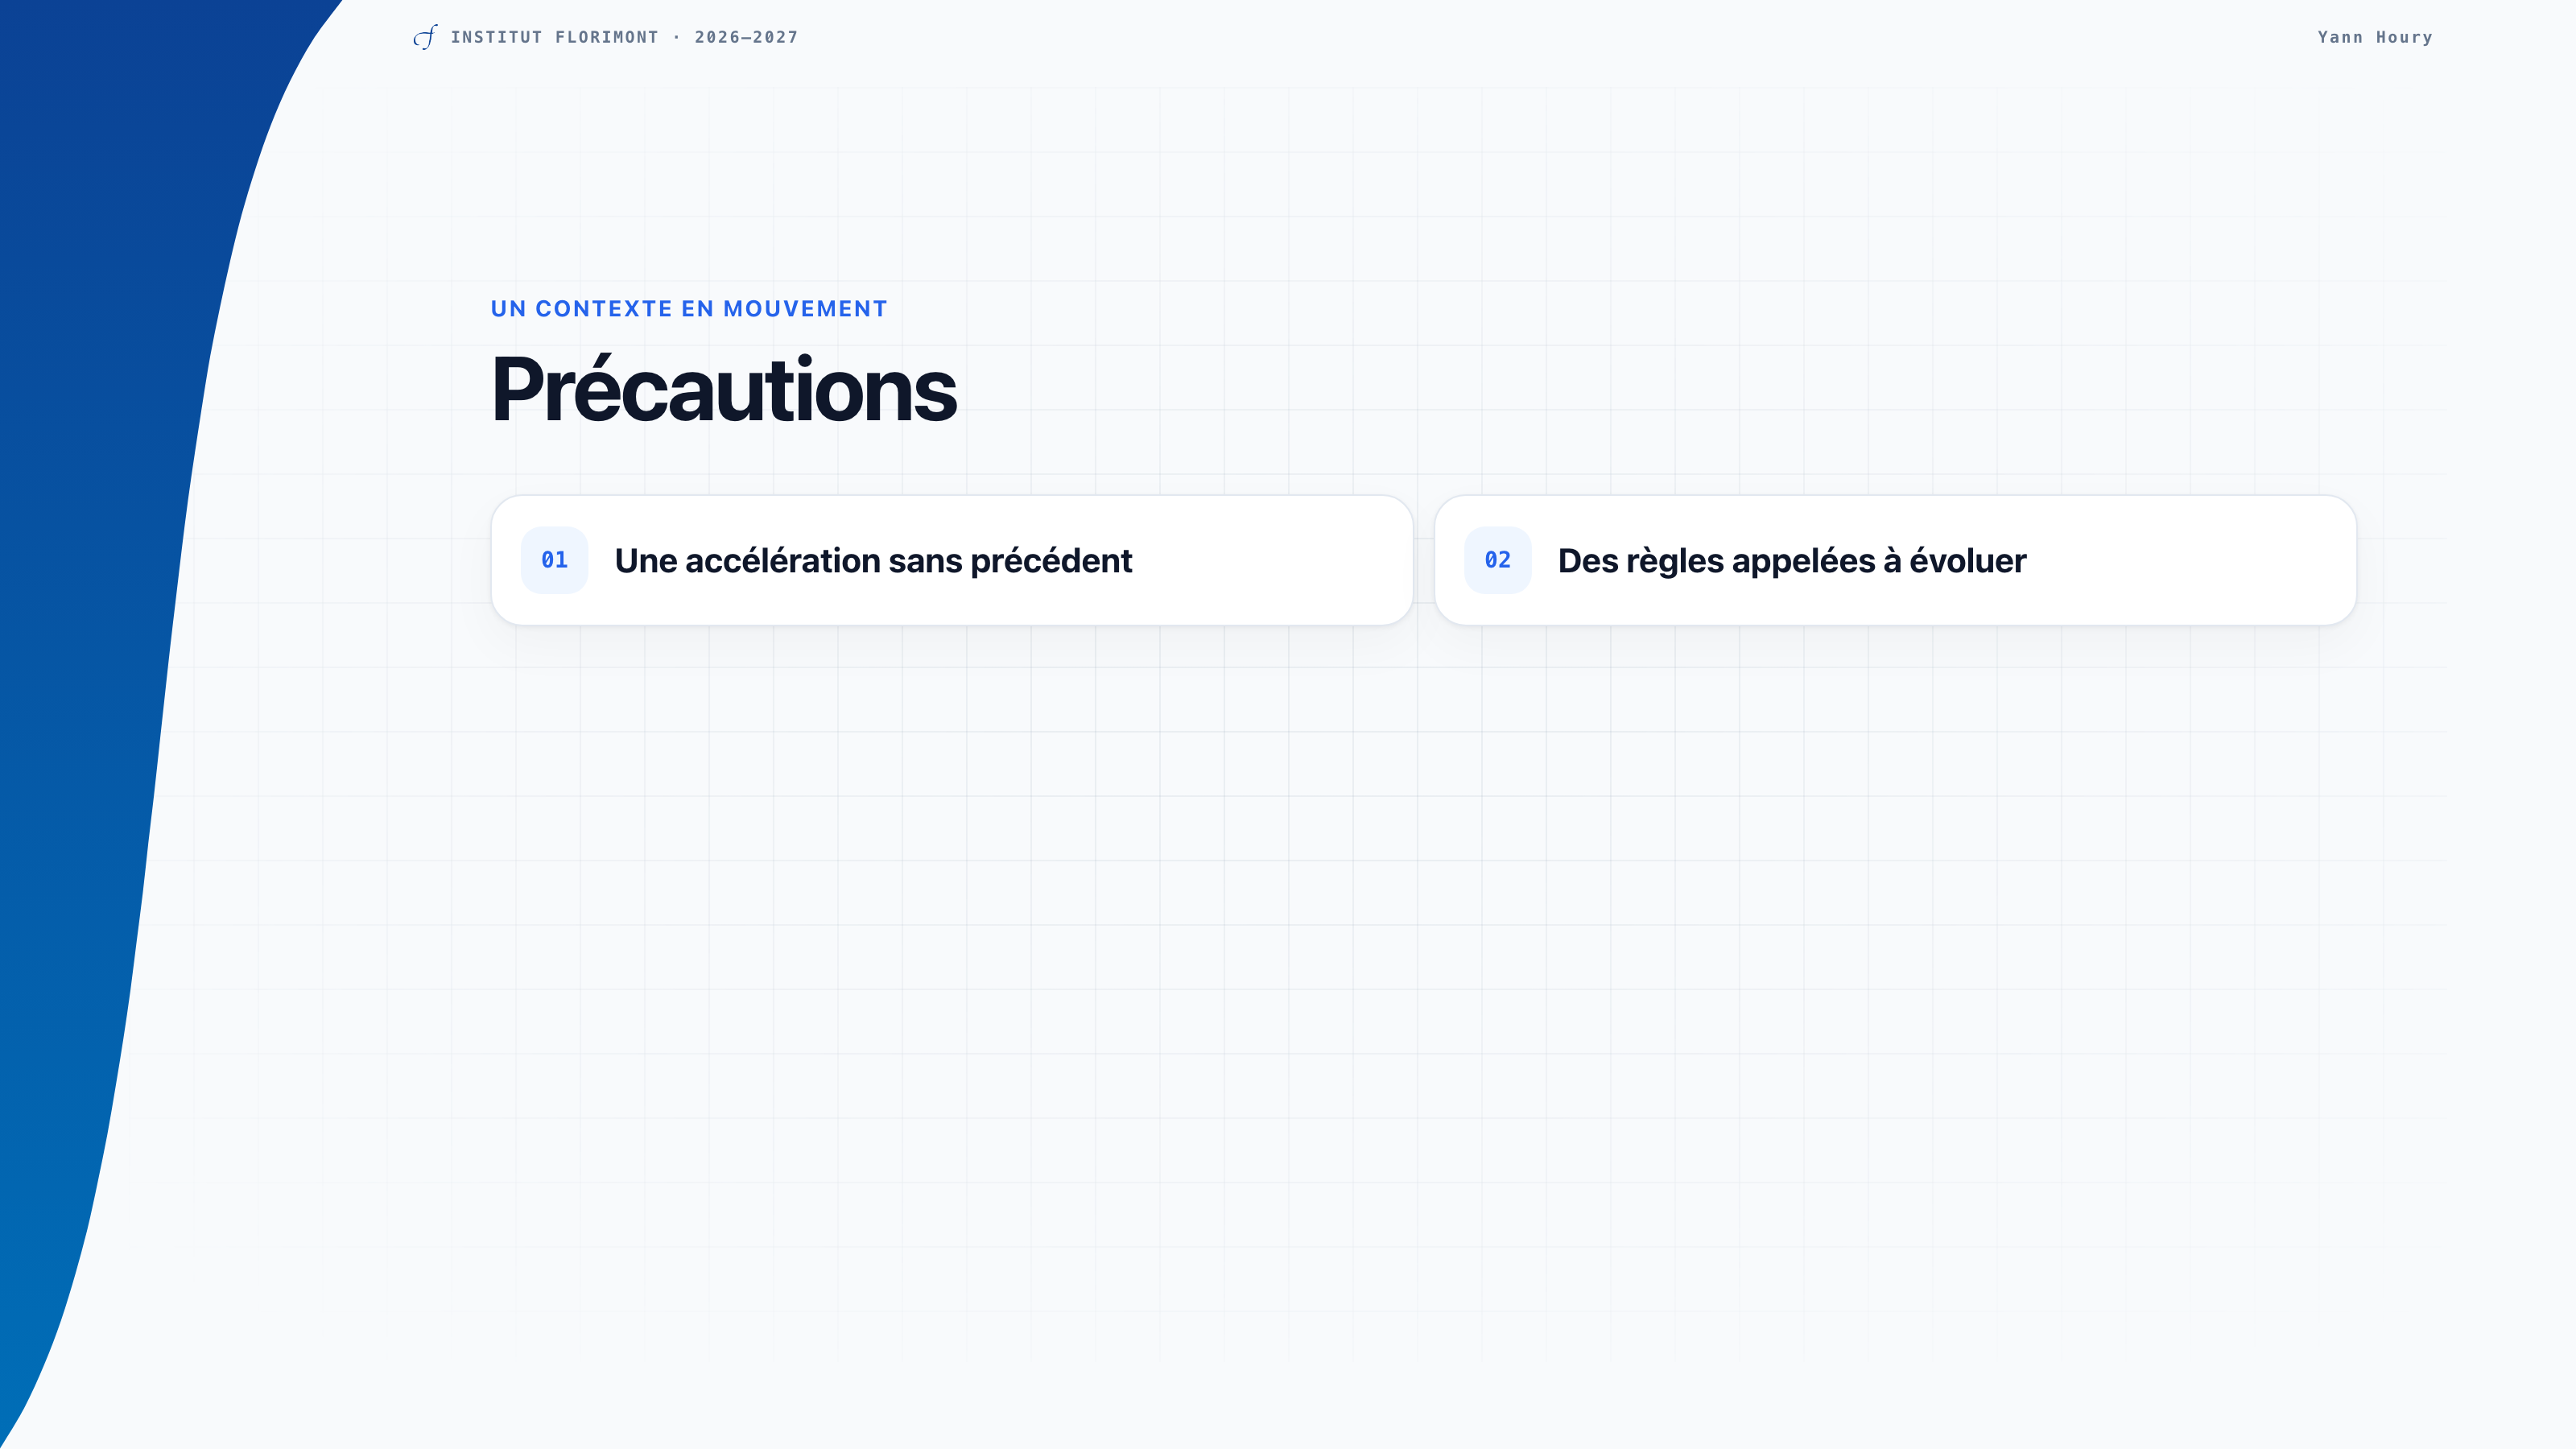 INSTITUT FLORIMONT · 2026–2027
Yann Houry
UN CONTEXTE EN MOUVEMENT
Précautions
01 Une accélération sans précédent
02 Des règles appelées à évoluer